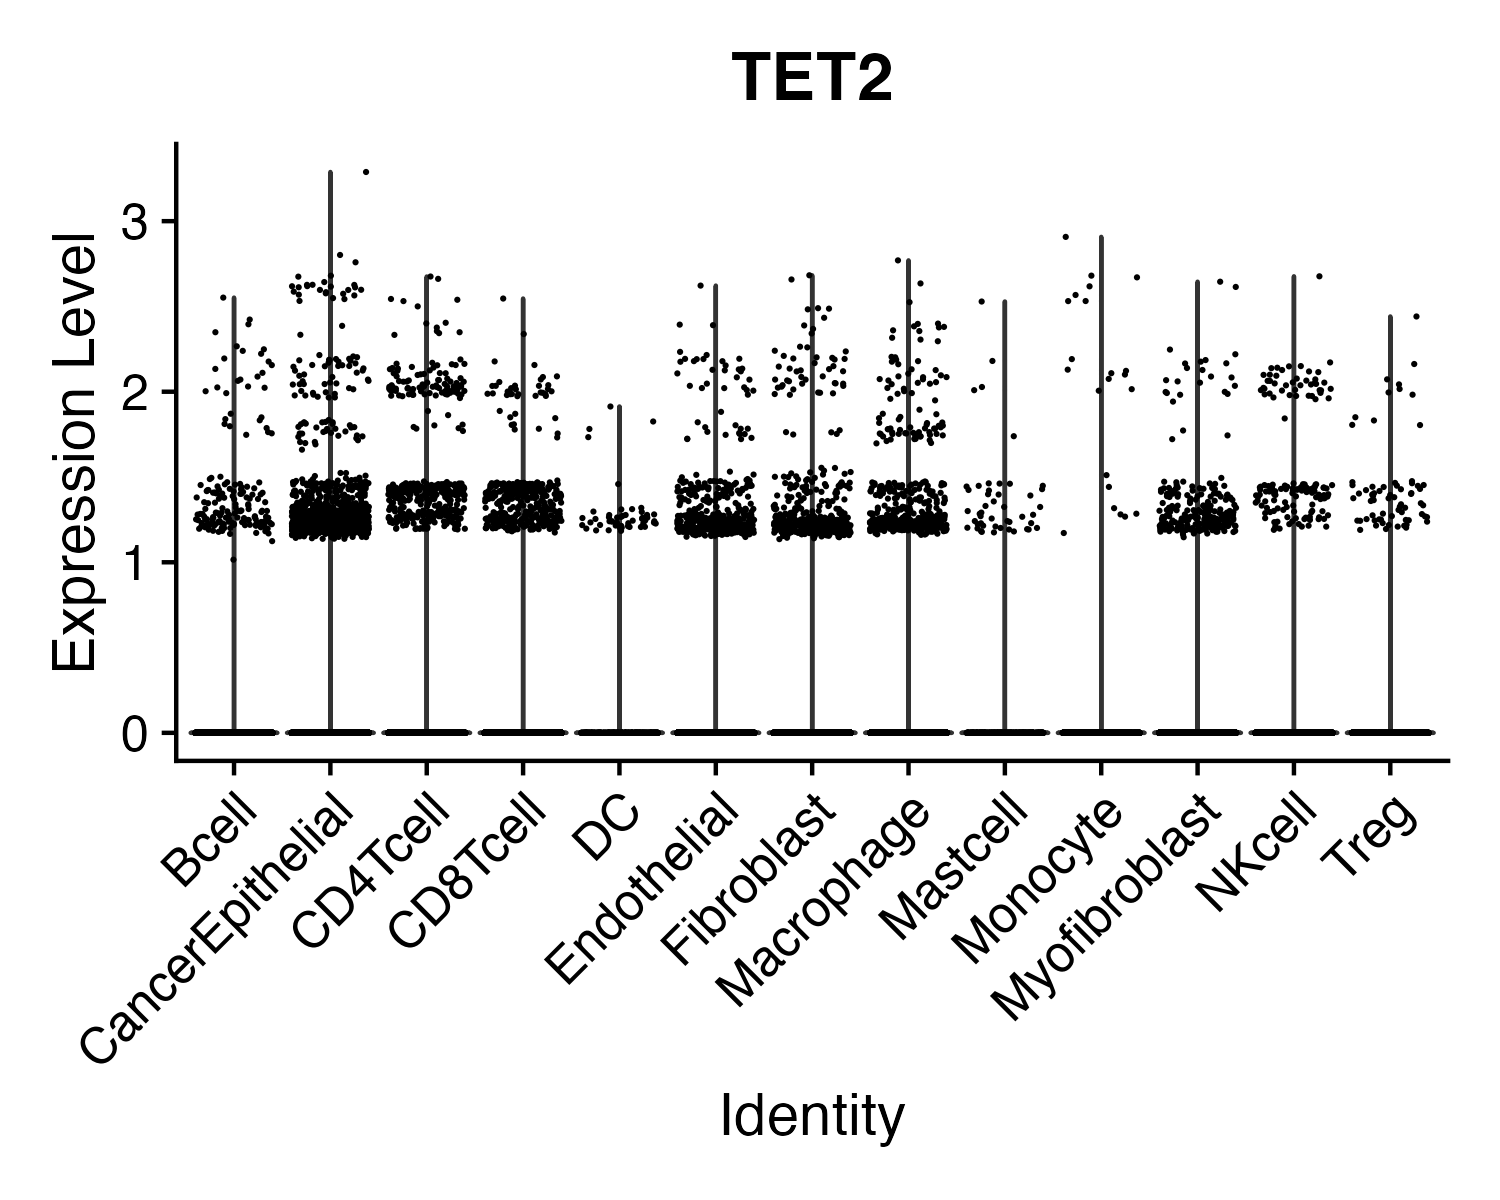 TET2
Expression Level
3
2
1
0
Bcell
CancerEpithelial
CD4Tcell
CD8Tcell
DC
Endothelial
Fibroblast
Macrophage
Mastcell
Monocyte
Myofibroblast
NKcell
Treg
Identity